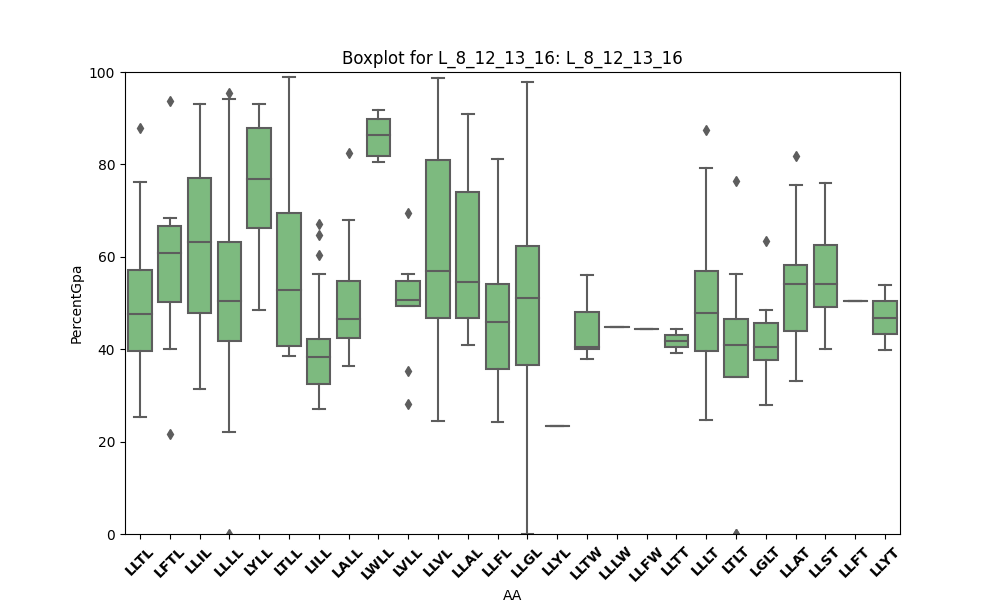 Boxplot for L_8_12_13_16: L_8_12_13_16
100
80
60
40
20
0
PercentGpa
LLTL LFTL LLIL LLLL LYLL LTLL LILL LALL LWLL LVLL LLVL LLAL LLFL LLGL LLYL LLTW LLLW LLFW LLTT LLLT LTLT LGLT LLAT LLST LLFT LLYT
AA